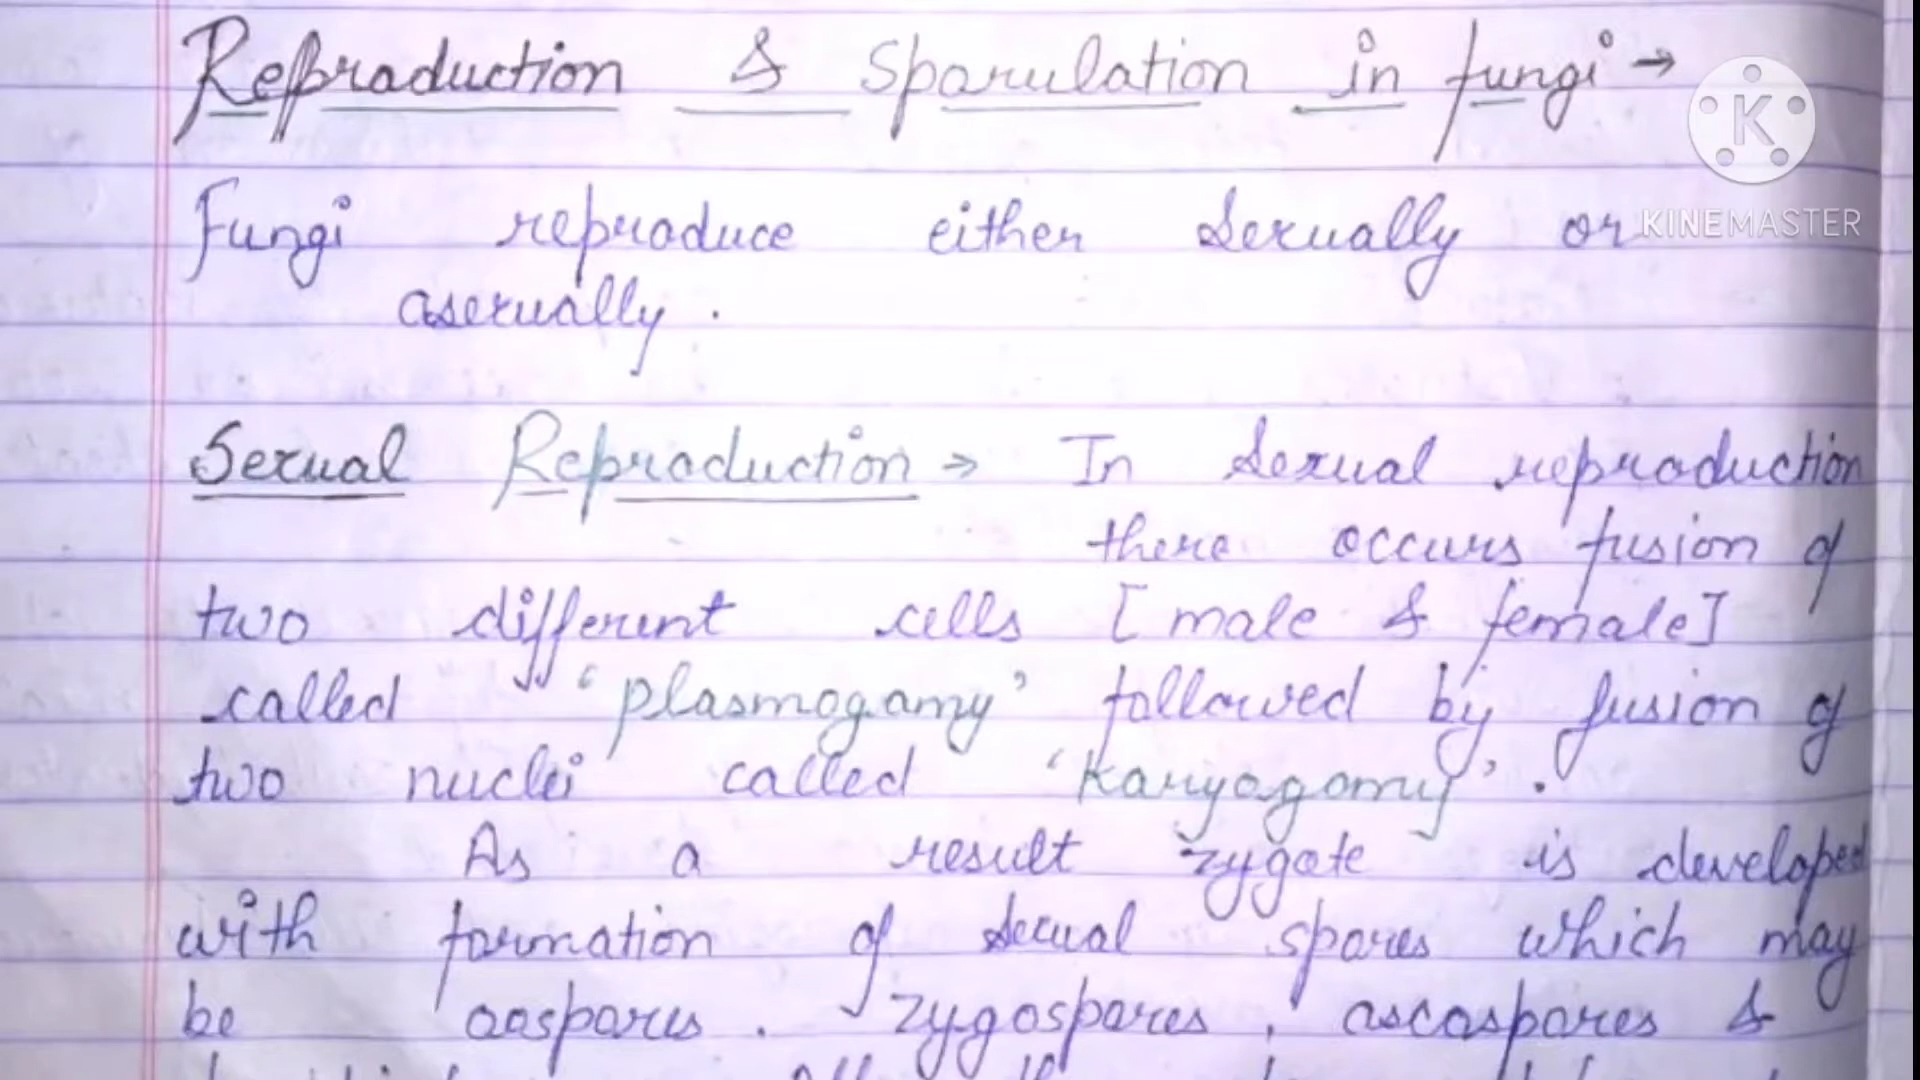 Reproduction & Sporulation in fungi →
Fungi reproduce either sexually or
asexually.
Sexual Reproduction → In sexual reproduction
there occurs fusion of
two different cells [male & female]
called 'plasmogamy' followed by fusion of
two nuclei called 'Karyogamy'.
As a result zygote is developed
with formation of sexual spores which may
be oospores. zygospores, ascospores &
K
KINEMASTER